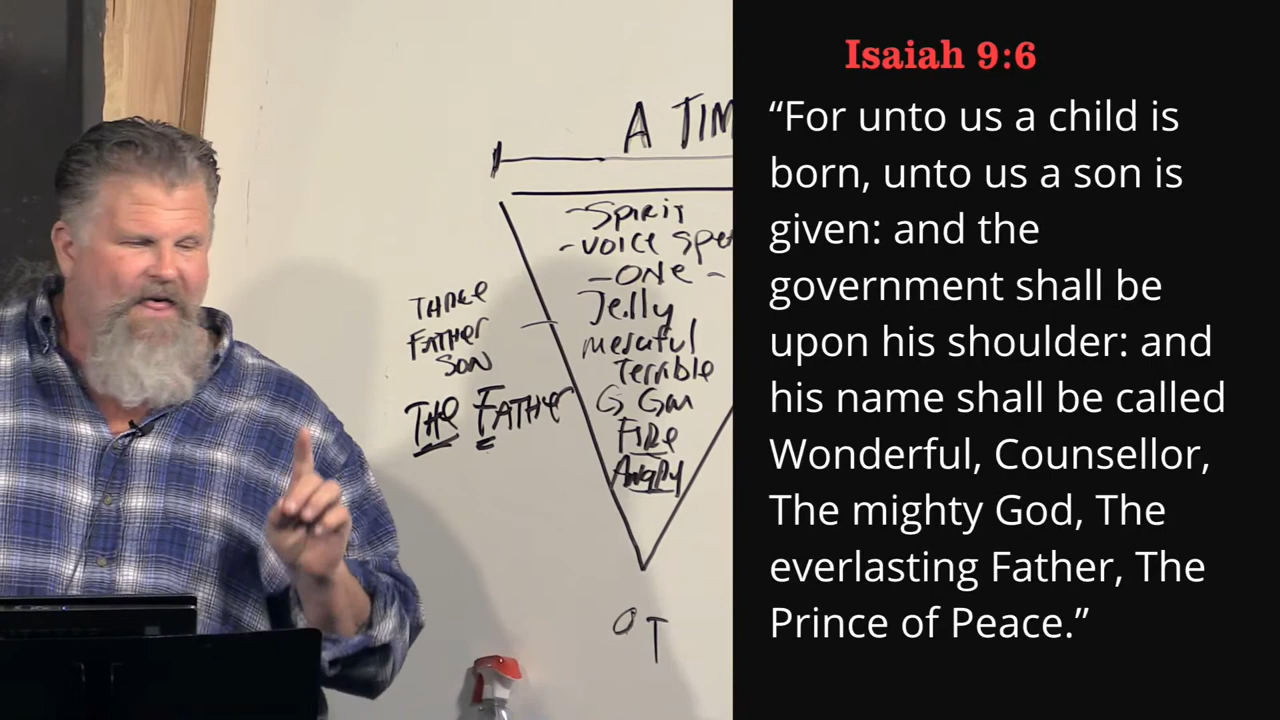 A TIM
-Spirit
-voice spe
-ONE -
Jelly
merciful
Terrible
G Gm
Fire
Angry
Three
Father
Son
The Father
OT
Isaiah 9:6
“For unto us a child is
born, unto us a son is
given: and the
government shall be
upon his shoulder: and
his name shall be called
Wonderful, Counsellor,
The mighty God, The
everlasting Father, The
Prince of Peace.”